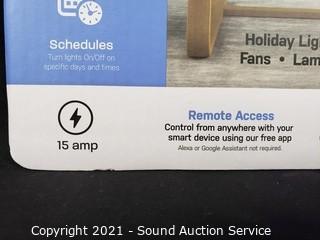 Schedules
Turn lights On/Off on
specific days and times
Holiday Lig
Fans • Lam
15 amp
Remote Access
Control from anywhere with your
smart device using our free app
Alexa or Google Assistant not required.
Copyright 2021 - Sound Auction Service